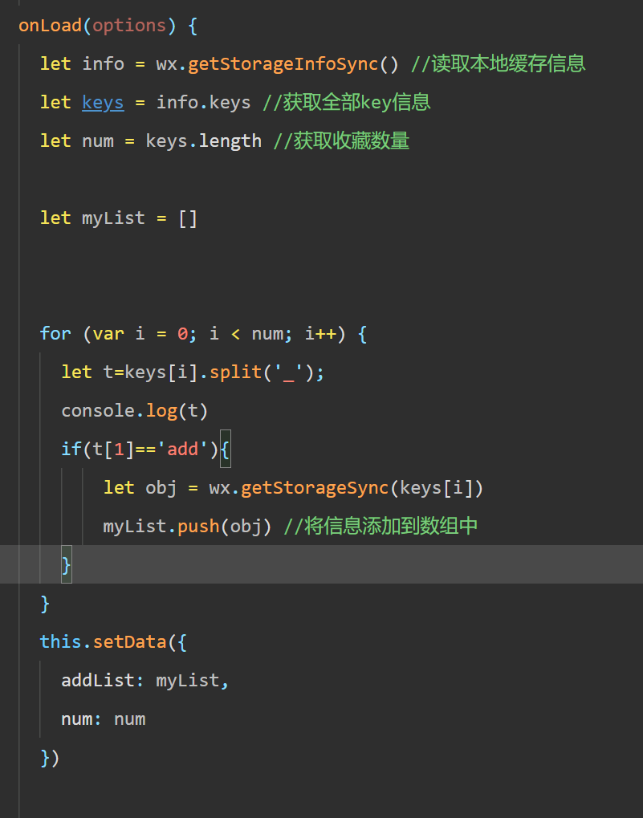 onLoad(options) {
let info = wx.getStorageInfoSync() //读取本地缓存信息
let keys = info.keys //获取全部key信息
let num = keys.length //获取收藏数量
let myList = []
for (var i = 0; i < num; i++) {
let t=keys[i].split('_');
console.log(t)
if(t[1]=='add'){
let obj = wx.getStorageSync(keys[i])
myList.push(obj) //将信息添加到数组中
}
}
this.setData({
addList: myList,
num: num
})